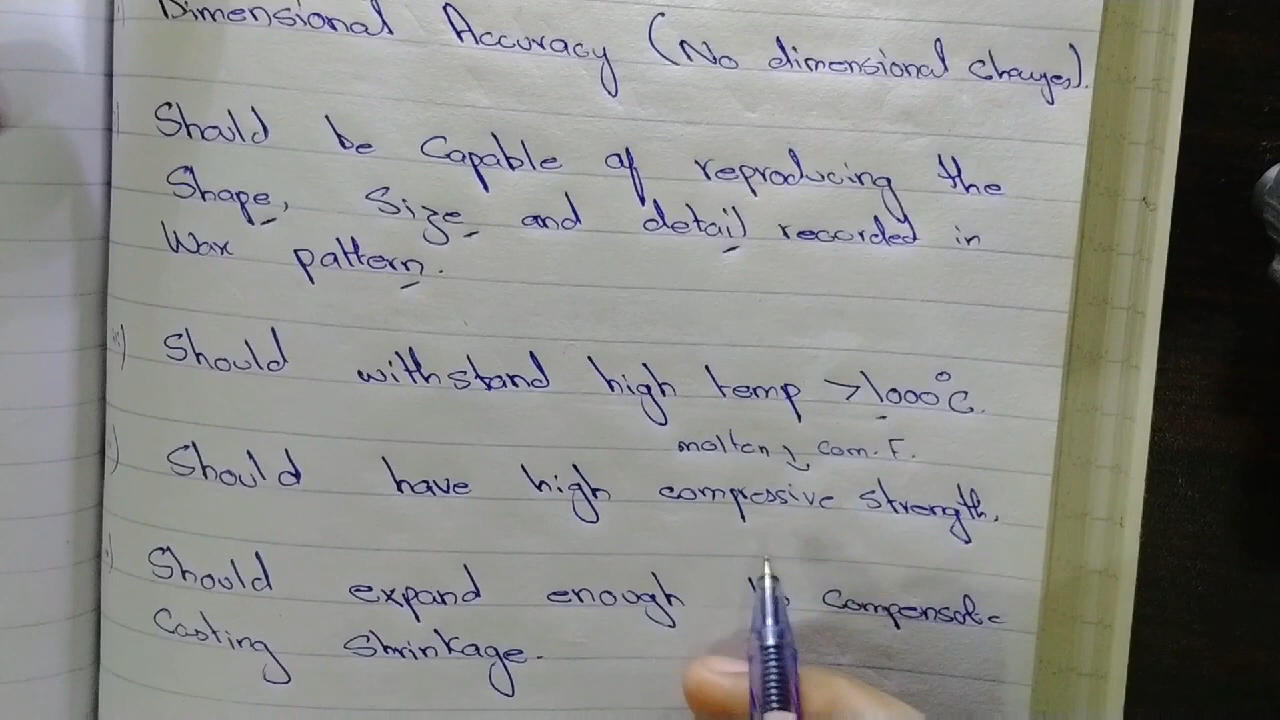 Dimensional Accuracy (No dimensional changes).
Should be Capable of reproducing the
Shape, Size and detail recorded in
Wax pattern.
Should withstand high temp >1000°C.
molten com. F.
Should have high compressive strength.
Should expand enough compensate
Casting Shrinkage.